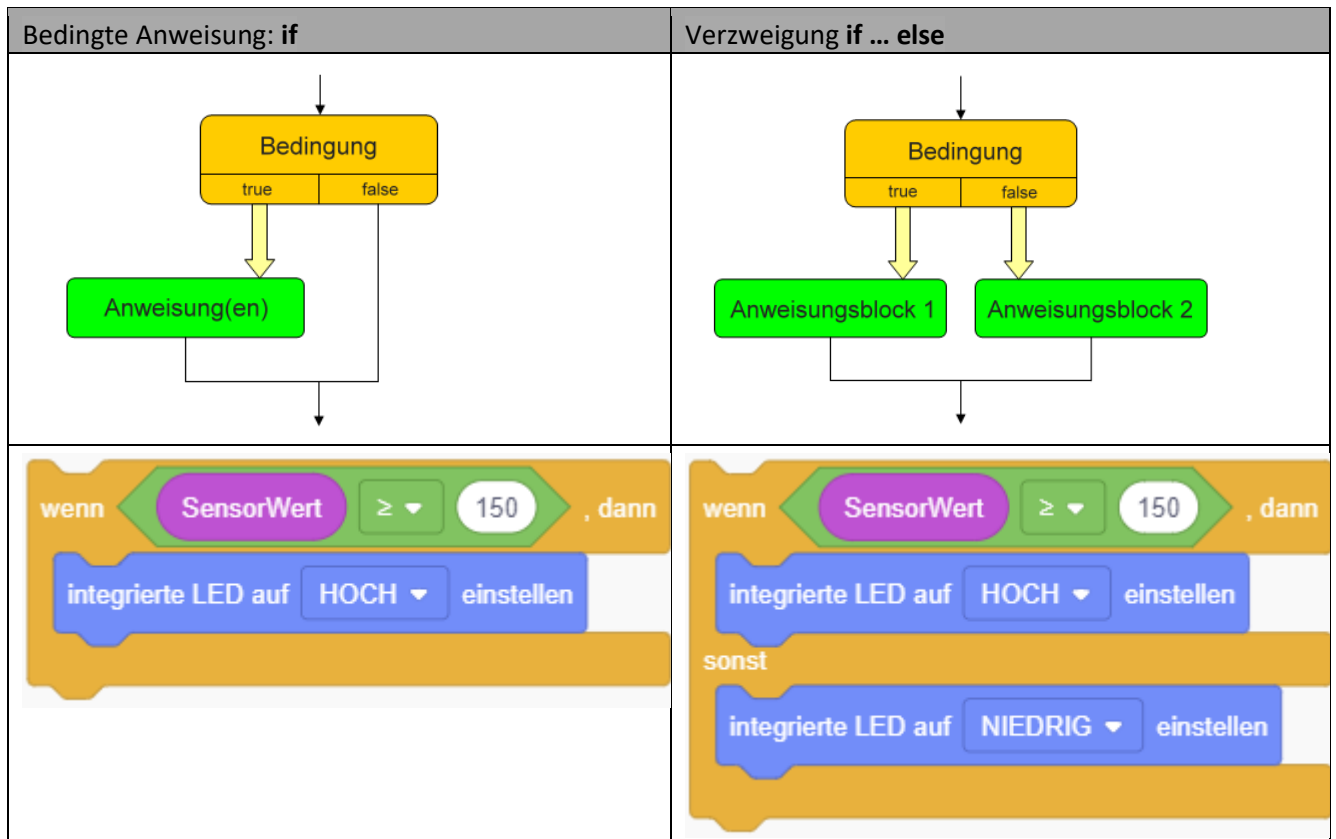 Bedingte Anweisung: if
Verzweigung if … else
Bedingung
true false
Anweisung(en)
Bedingung
true false
Anweisungsblock 1 Anweisungsblock 2
wenn SensorWert ≥ 150 , dann
integrierte LED auf HOCH einstellen
wenn SensorWert ≥ 150 , dann
integrierte LED auf HOCH einstellen
sonst
integrierte LED auf NIEDRIG einstellen